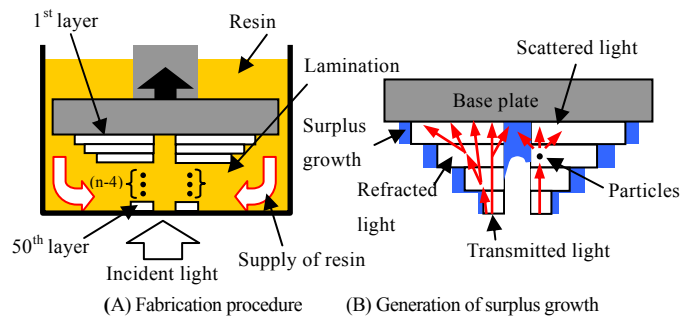 1st layer
Resin
Lamination
(n-4)
50th layer
Incident light
Supply of resin
(A) Fabrication procedure
Scattered light
Base plate
Surplus
growth
Refracted
light
Particles
Transmitted light
(B) Generation of surplus growth